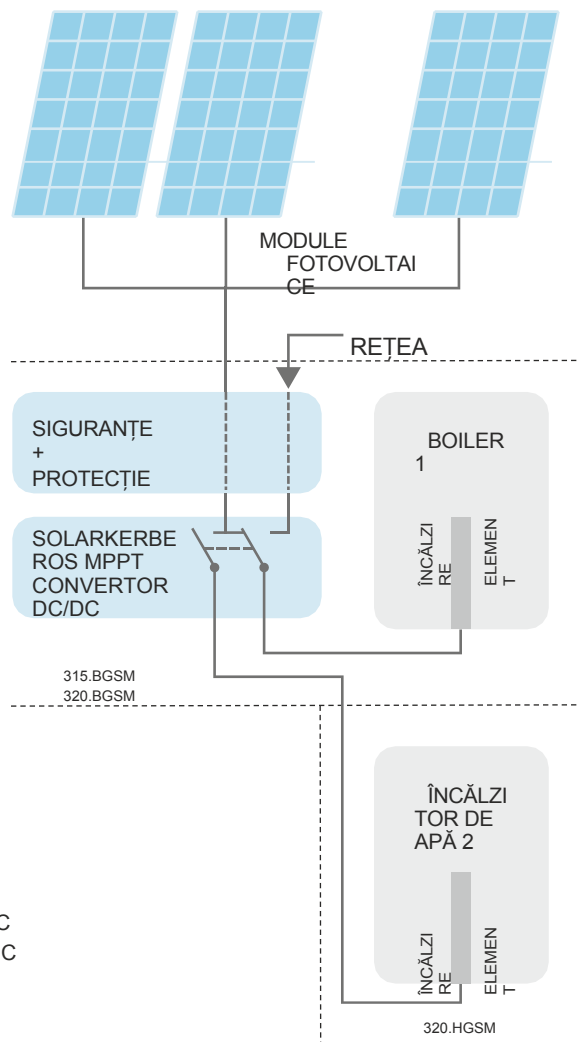 MODULE
FOTOVOLTAI
CE
REȚEA
SIGURANȚE
+
PROTECȚIE
BOILER
1
ÎNCĂLZI
RE
ELEMEN
T
SOLARKERBE
ROS MPPT
CONVERTOR
DC/DC
315.BGSM
320.BGSM
ÎNCĂLZI
TOR DE
APĂ 2
ÎNCĂLZI
RE
ELEMEN
T
C
C
320.HGSM